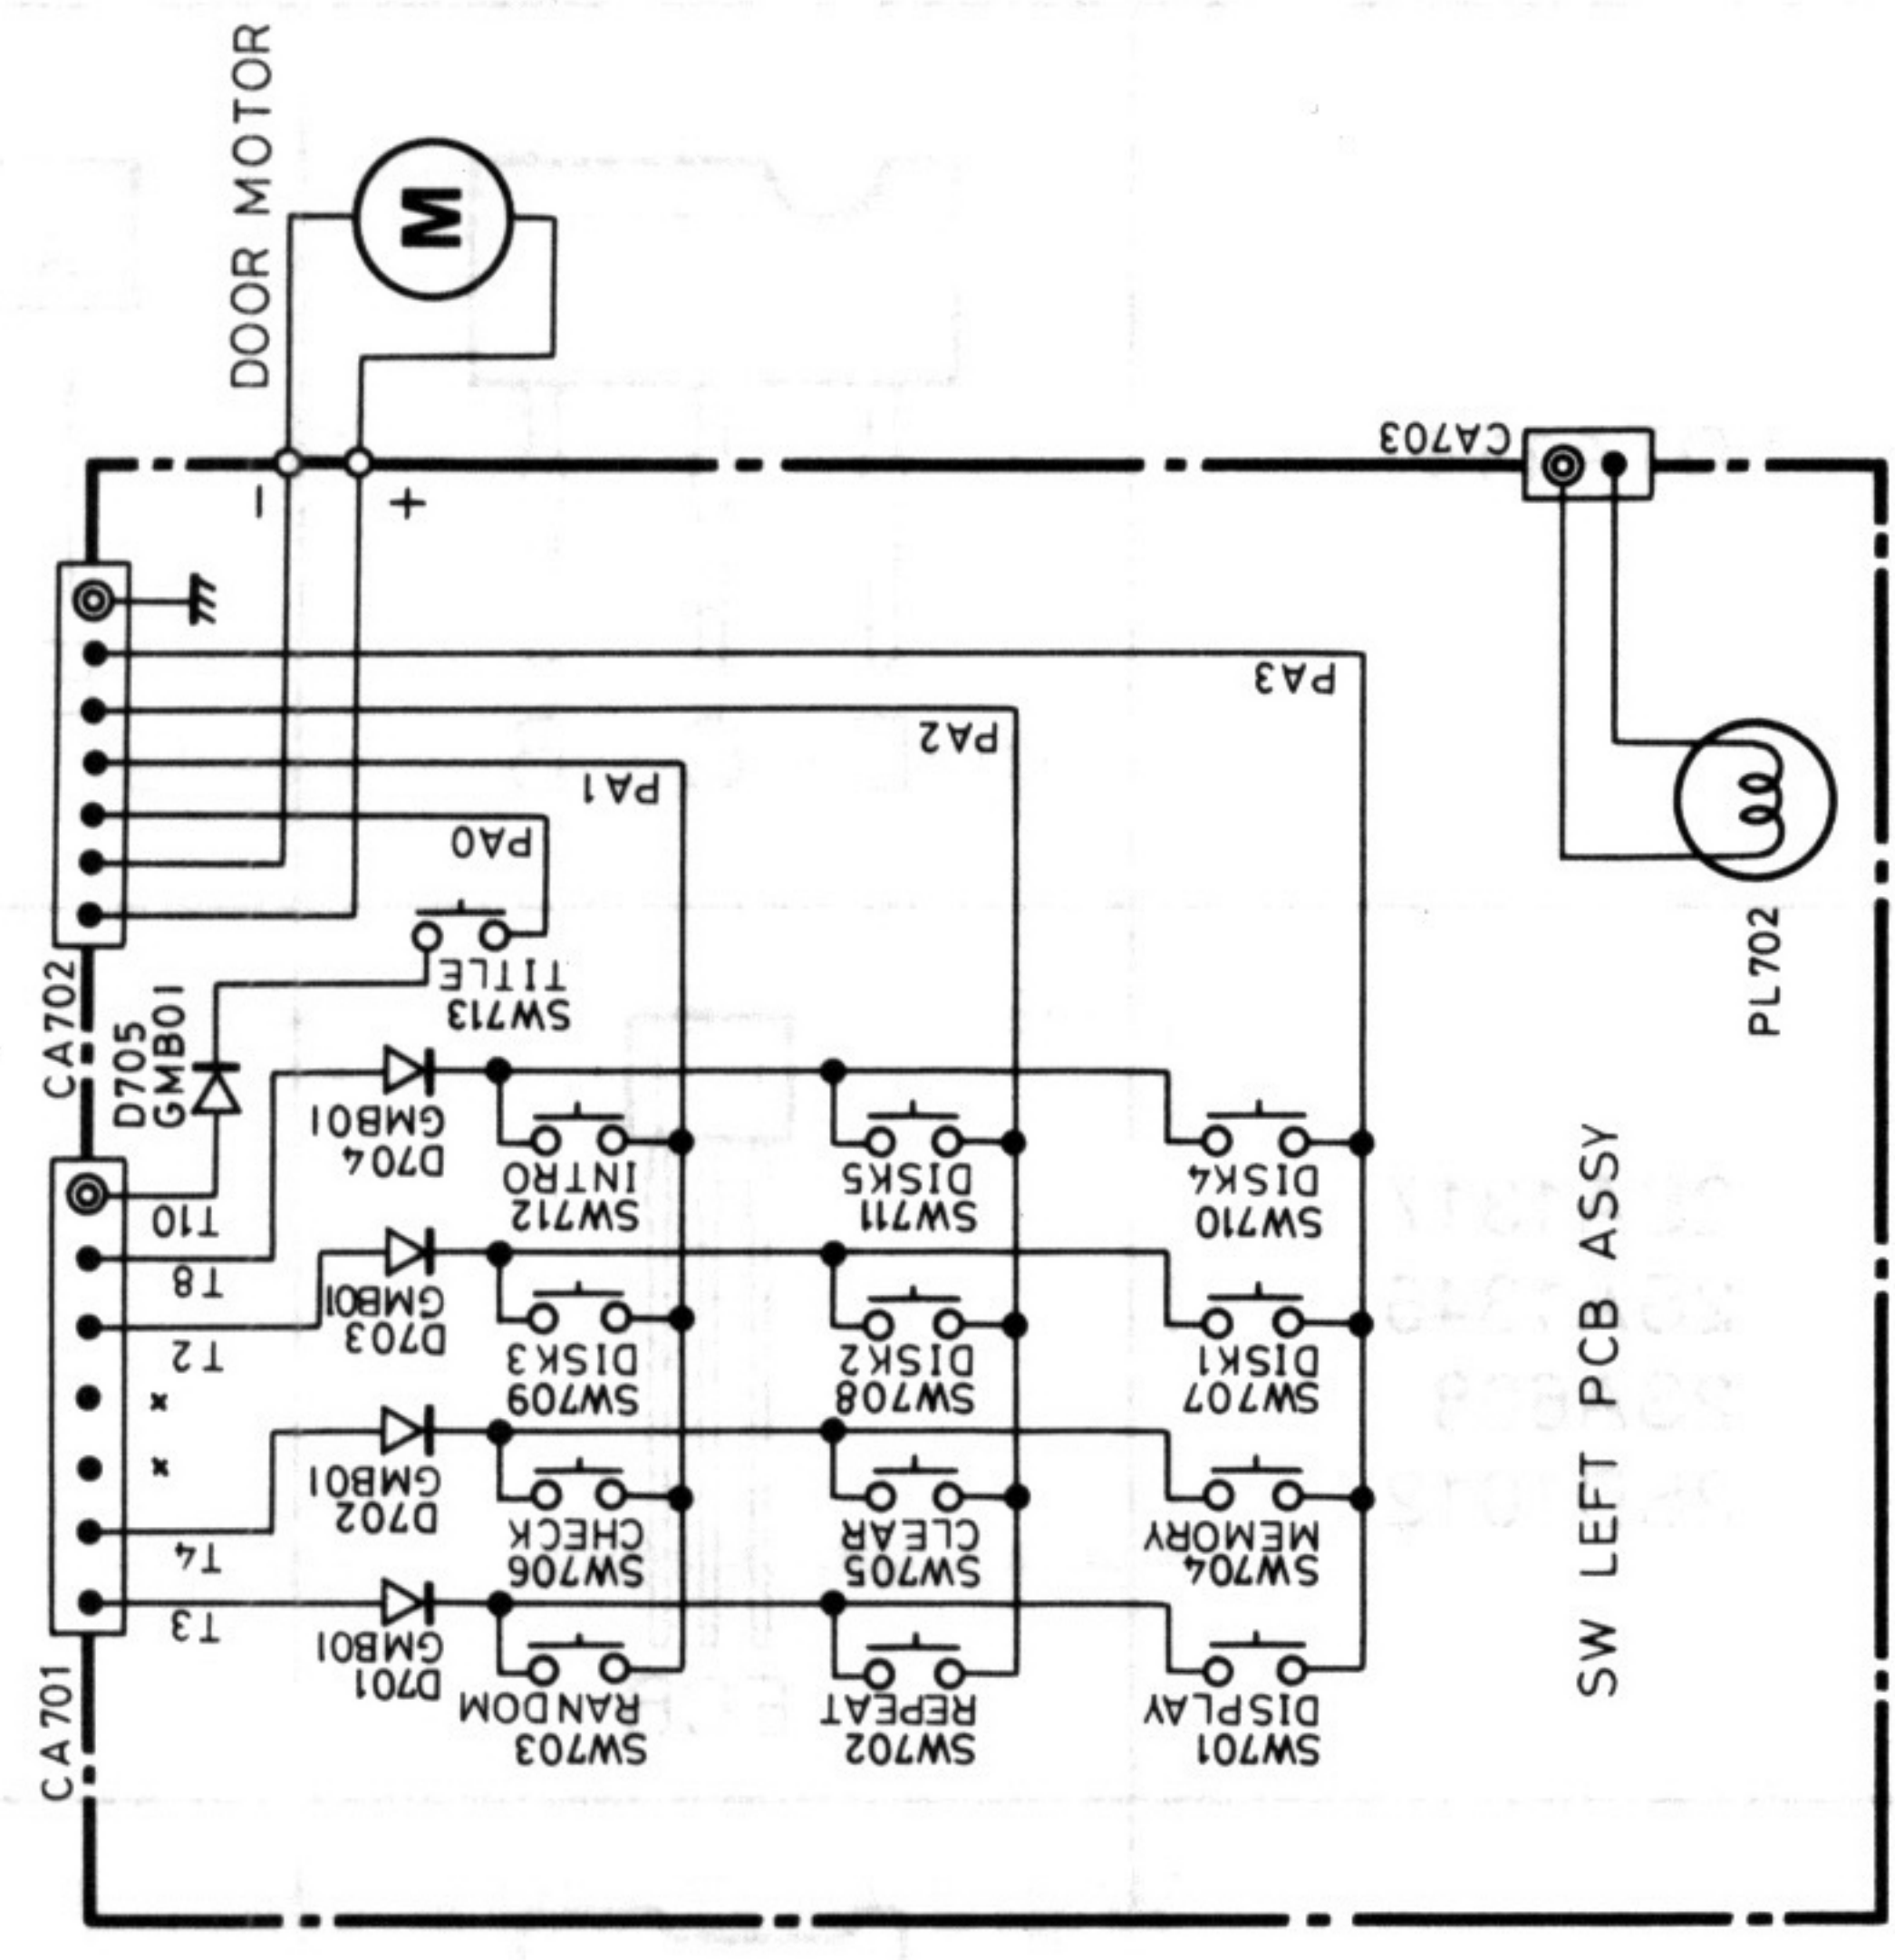 DOOR MOTOR
M
−
+
CA703
PA3
PA2
PA1
PA0
CA702
D705
GMB01
TITLE
SW713
PL702
GMB01
D704
INTRO
SW712
DISK5
SW711
DISK4
SW710
T10
T8
GMB01
D703
DISK3
SW709
DISK2
SW708
DISK1
SW707
T2
x
x
GMB01
D702
CHECK
SW706
CLEAR
SW705
MEMORY
SW704
T4
T3
GMB01
D701
RANDOM
SW703
REPEAT
SW702
DISPLAY
SW701
CA701
SW LEFT PCB ASSY